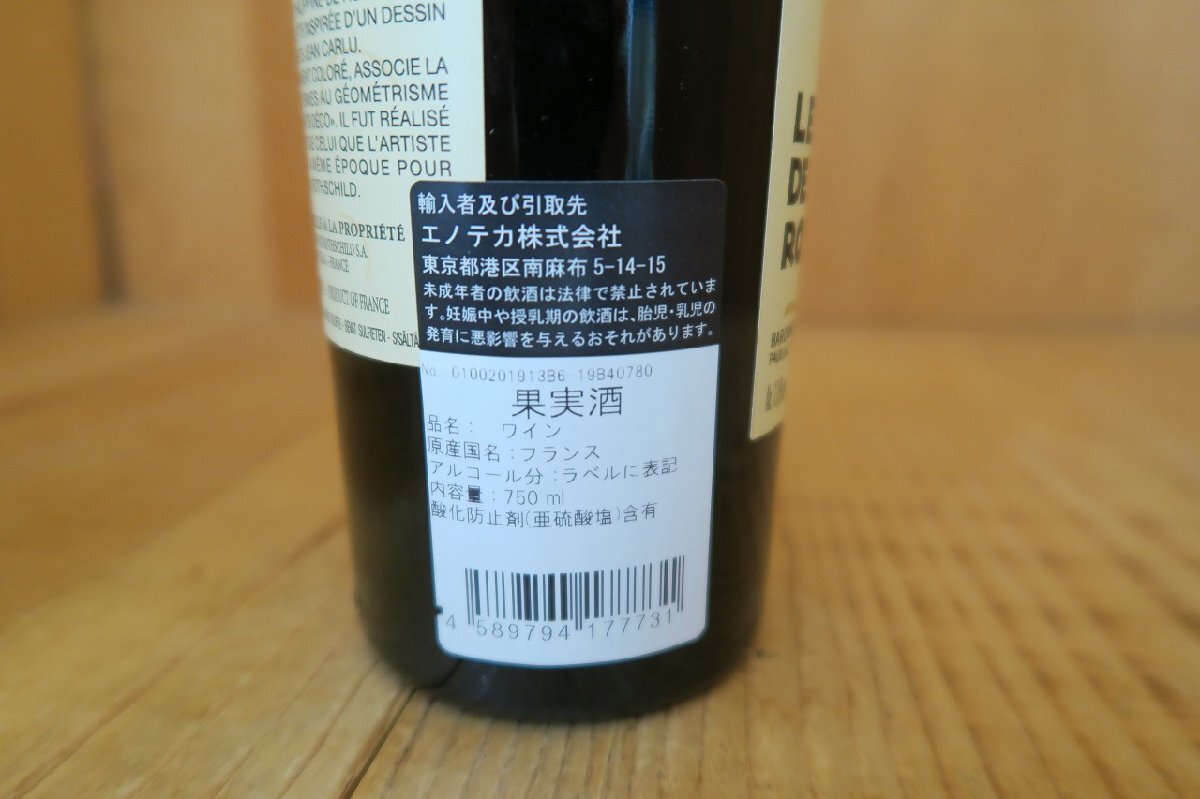 INSPIRÉE D'UN DESSIN
JEAN CARLU.
COLORÉ, ASSOCIE LA
AU GÉOMÉTRISME
DÉCO». IL FUT RÉALISÉ
CELUI QUE L'ARTISTE
MÊME ÉPOQUE POUR
À LA PROPRIÉTÉ
S.A.
FRANCE
PRODUCT OF FRANCE
輸入者及び引取先
エノテカ株式会社
東京都港区南麻布 5-14-15
未成年者の飲酒は法律で禁止されていま
す。妊娠中や授乳期の飲酒は、胎児・乳児の
発育に悪影響を与えるおそれがあります。
No. 0100201913B6-19B40780
果実酒
品名： ワイン
原産国名：フランス
アルコール分：ラベルに表記
内容量：750 ml
酸化防止剤(亜硫酸塩)含有
4 589794 177731
LE
DE
RO